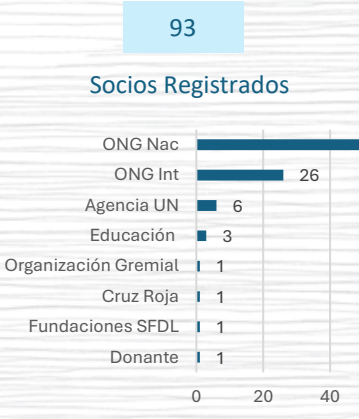 93
Socios Registrados
ONG Nac
ONG Int 26
Agencia UN 6
Educación 3
Organización Gremial 1
Cruz Roja 1
Fundaciones SFDL 1
Donante 1
0 20 40